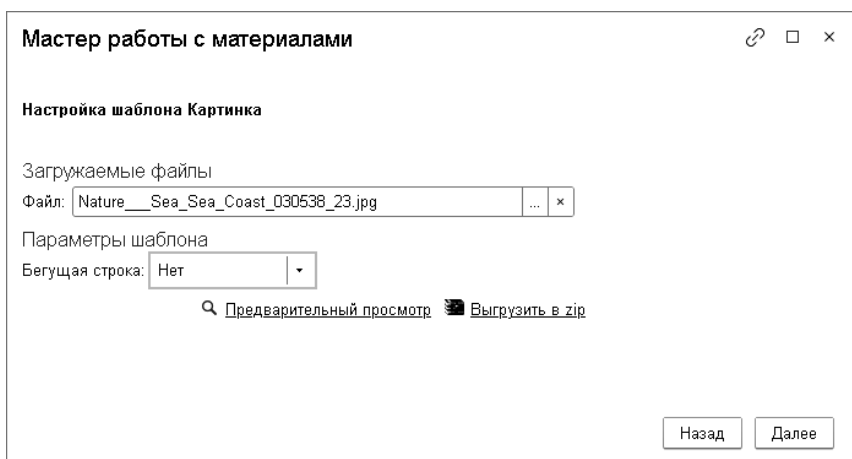 Мастер работы с материалами
Настройка шаблона Картинка
Загружаемые файлы
Файл: Nature___Sea_Sea_Coast_030538_23.jpg ... ×
Параметры шаблона
Бегущая строка: Нет
Предварительный просмотр Выгрузить в zip
Назад Далее